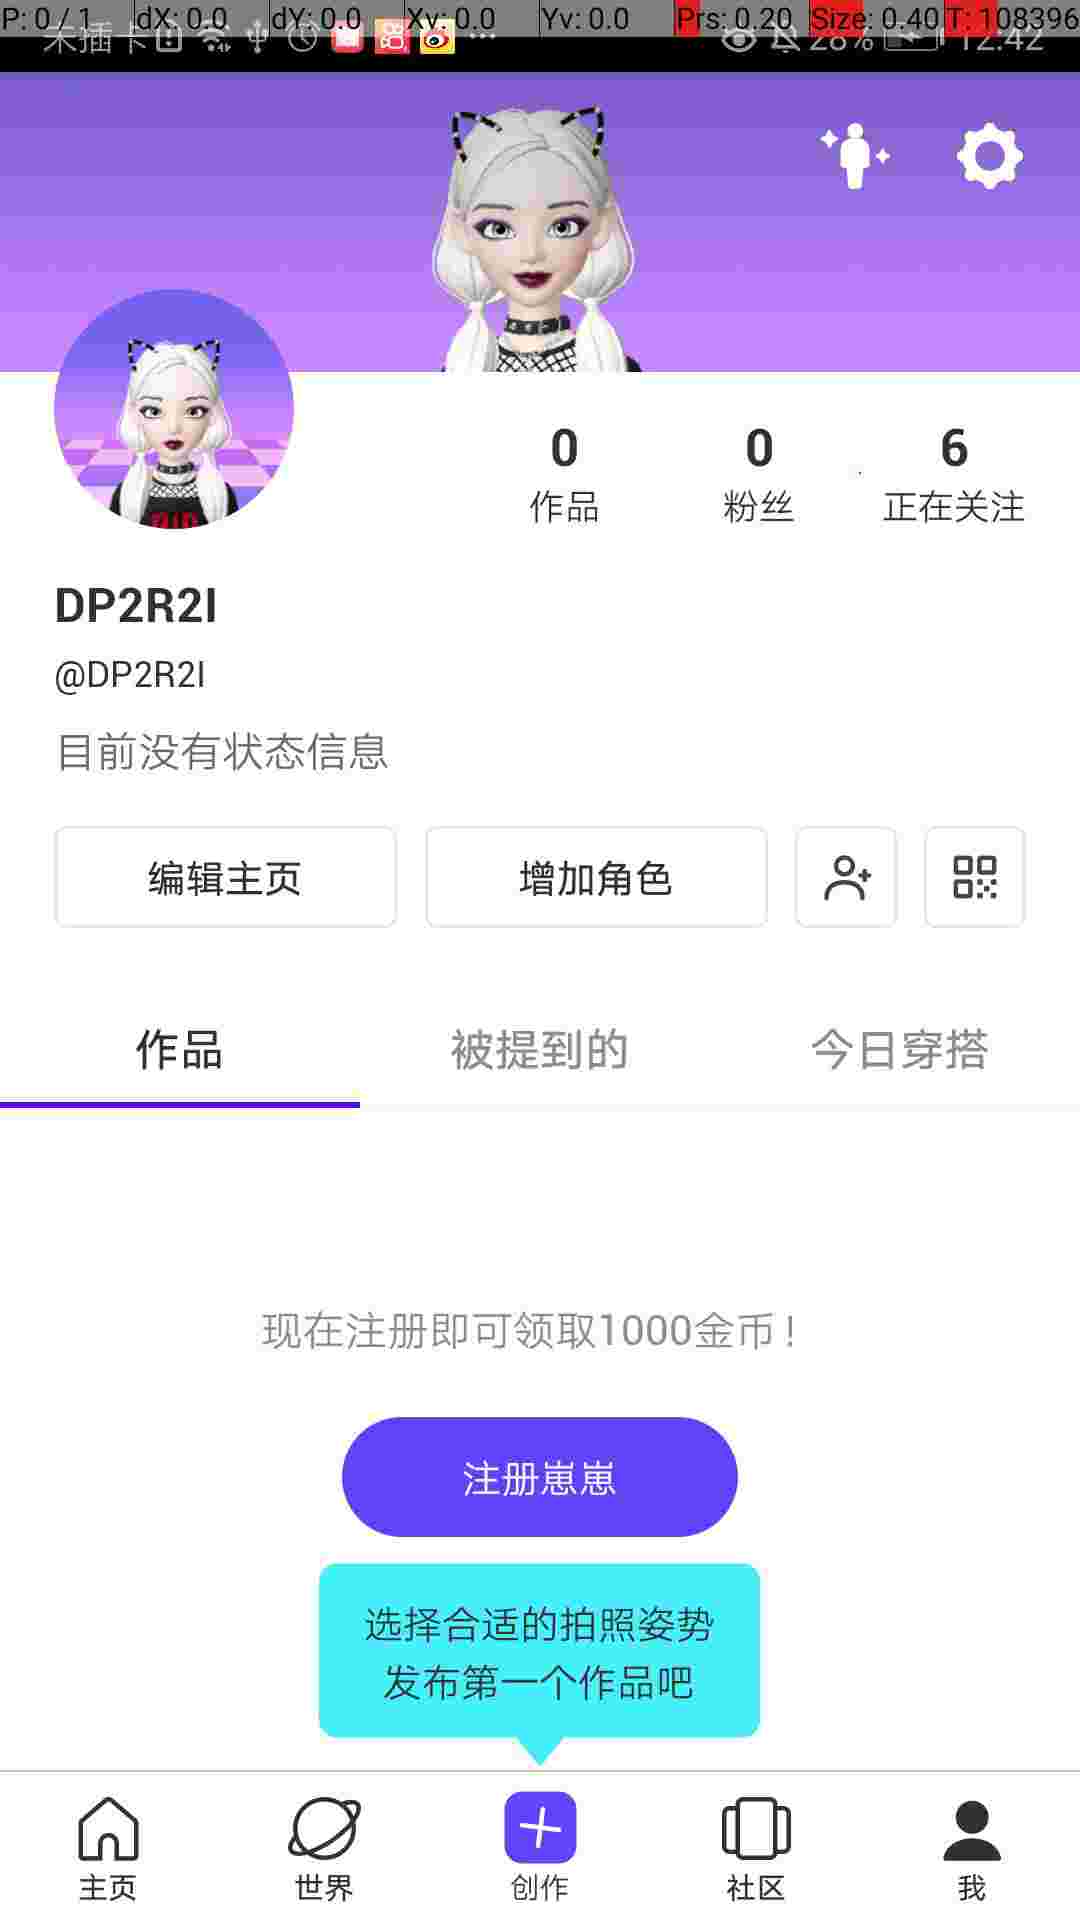 P: 0 / 1 dX: 0.0 dY: 0.0 Xv: 0.0 Yv: 0.0 Prs: 0.20 Size: 0.40 T: 108396
未插卡 28% 12:42
0 0 6
作品 粉丝 正在关注
DP2R2I
@DP2R2I
目前没有状态信息
编辑主页 增加角色
作品 被提到的 今日穿搭
现在注册即可领取1000金币!
注册崽崽
选择合适的拍照姿势
发布第一个作品吧
主页 世界 创作 社区 我